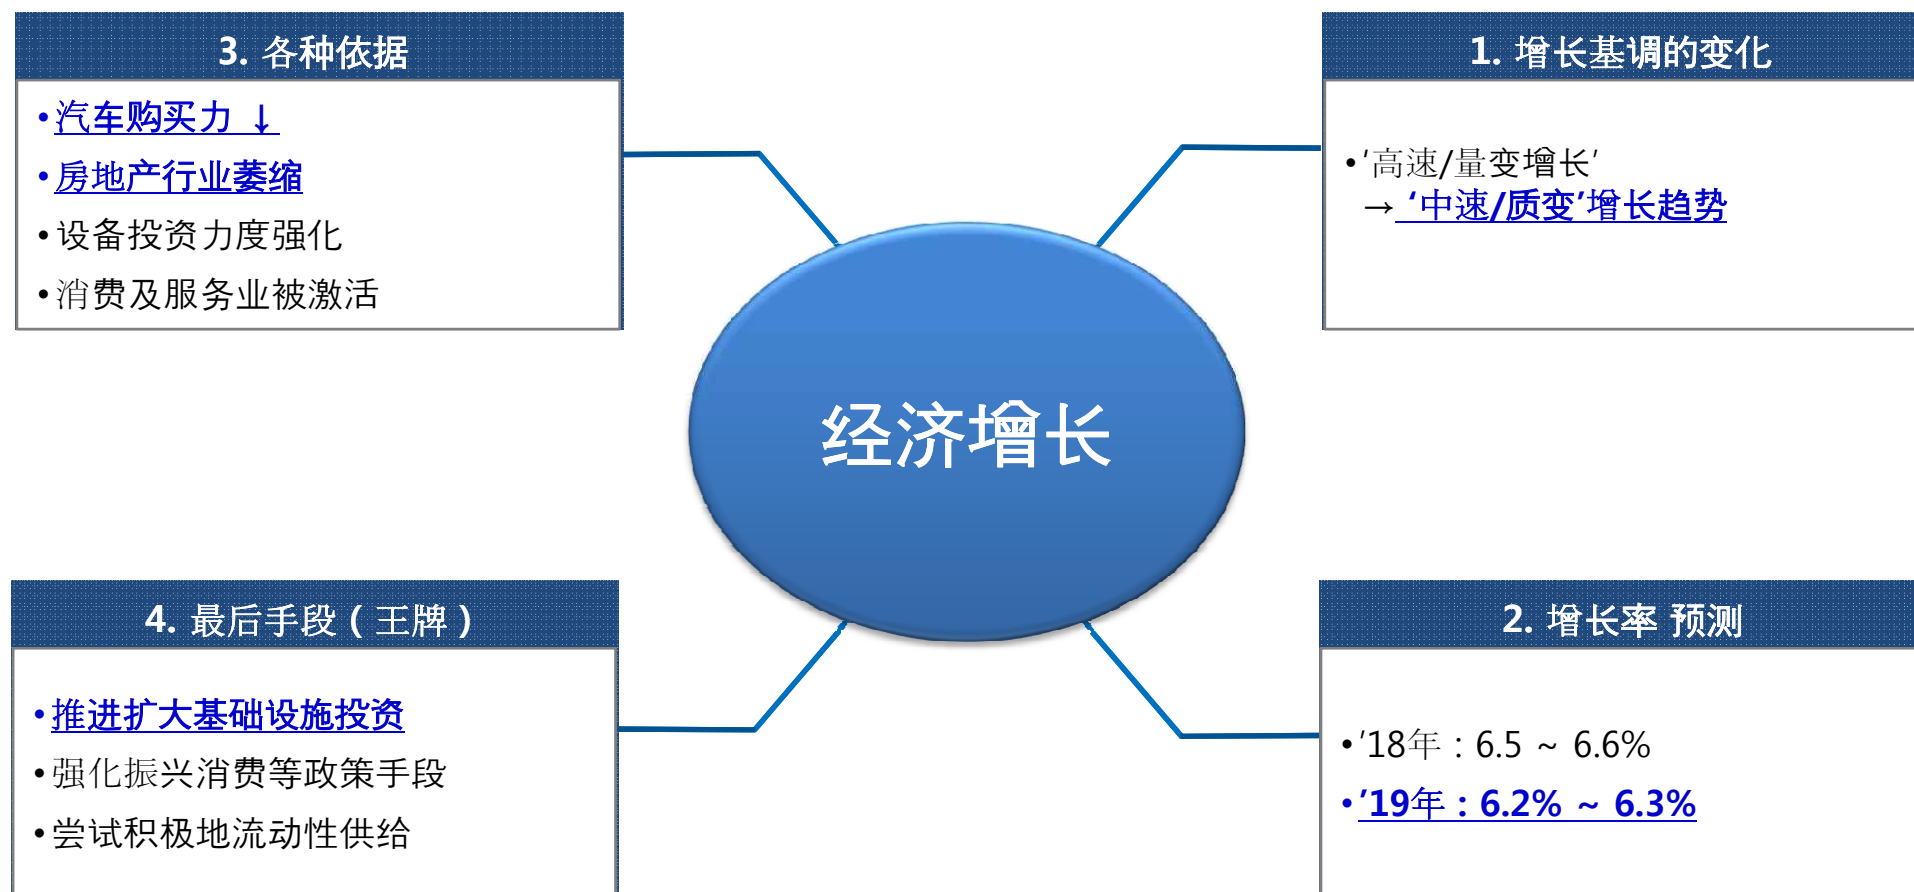 3. 各种依据
•汽车购买力 ↓
•房地产行业萎缩
•设备投资力度强化
•消费及服务业被激活
1. 增长基调的变化
•'高速/量变增长'
→ '中速/质变'增长趋势
经济增长
4. 最后手段 ( 王牌 )
•推进扩大基础设施投资
•强化振兴消费等政策手段
•尝试积极地流动性供给
2. 增长率 预测
•'18年 : 6.5 ~ 6.6%
•'19年 : 6.2% ~ 6.3%